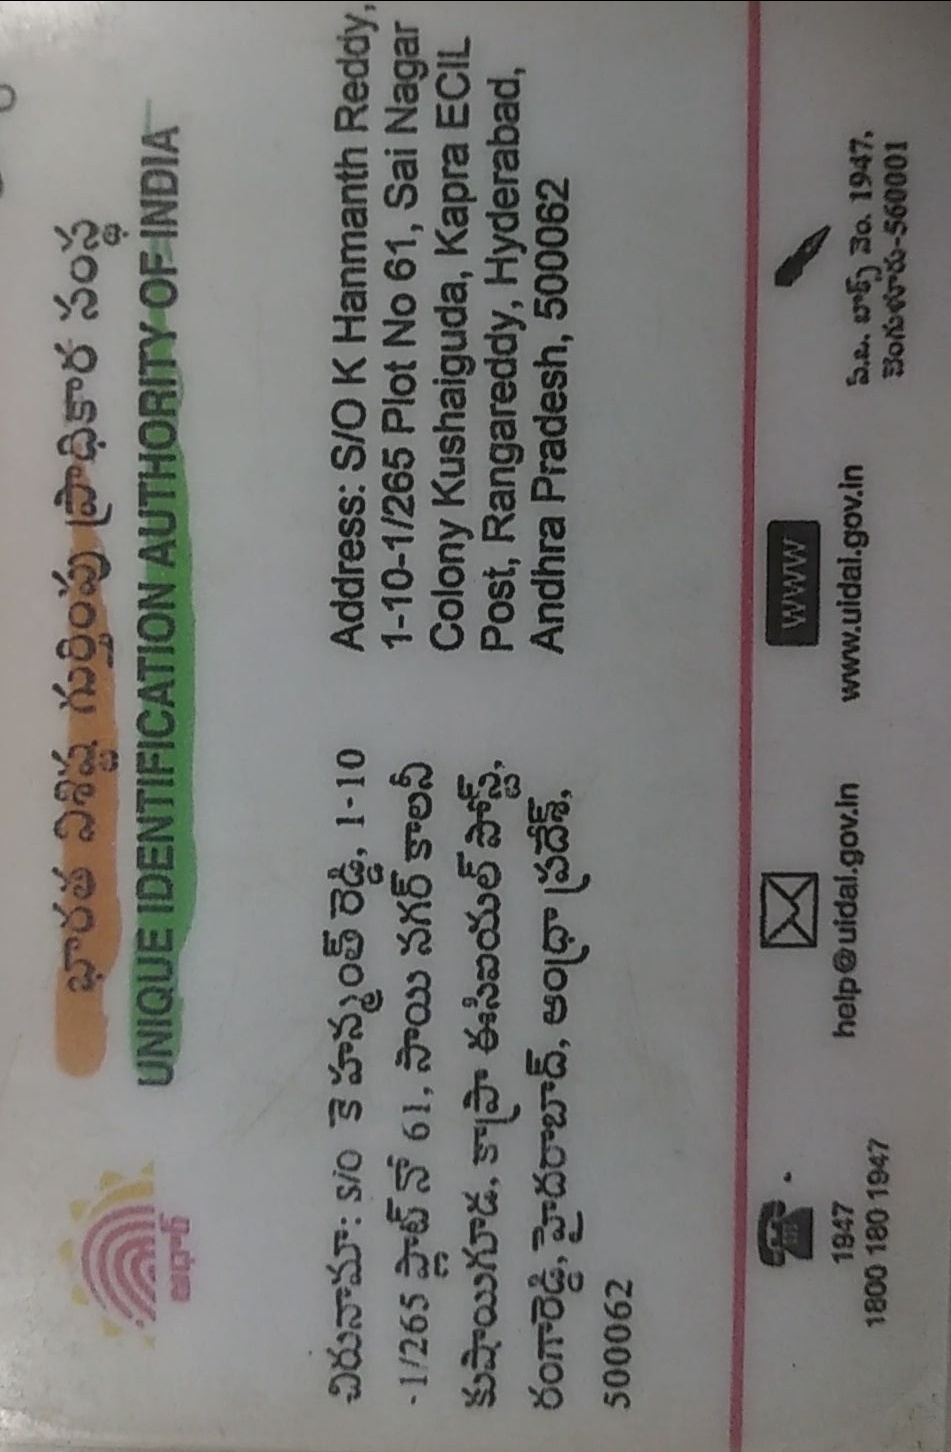 భారత విశిష్ట గుర్తింపు ప్రాధికార సంస్థ
UNIQUE IDENTIFICATION AUTHORITY OF INDIA
ఆధార్
చిరునామా: S/O కె హన్మంత్ రెడ్డి, 1-10
-1/265 ప్లాట్ నో 61, సాయి నగర్ కాలనీ
కుషాయిగూడ, కాప్రా ఈసిఐయల్ పోస్ట్,
రంగారెడ్డి, హైదరాబాద్, ఆంధ్రా ప్రదేశ్,
500062
Address: S/O K Hanmanth Reddy,
1-10-1/265 Plot No 61, Sai Nagar
Colony Kushaiguda, Kapra ECIL
Post, Rangareddy, Hyderabad,
Andhra Pradesh, 500062
1947
1800 180 1947
help@uidai.gov.in
WWW
www.uidai.gov.in
పి.ఒ. బాక్స్ నెం. 1947,
బెంగుళూరు-560001